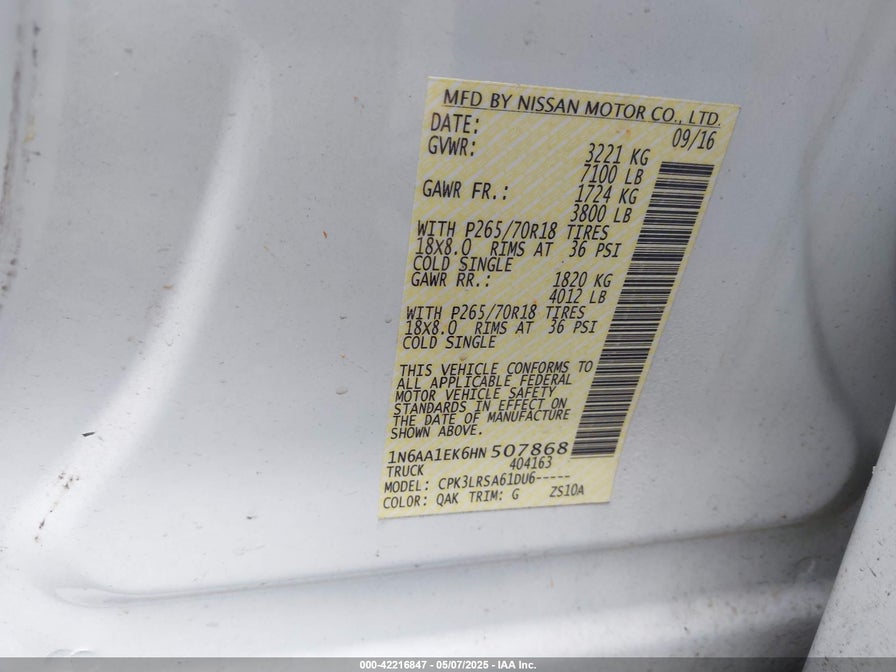 MFD BY NISSAN MOTOR CO., LTD.
DATE: 09/16
GVWR: 3221 KG
7100 LB
GAWR FR.: 1724 KG
3800 LB
WITH P265/70R18 TIRES
18X8.0 RIMS AT 36 PSI
COLD SINGLE
GAWR RR.: 1820 KG
4012 LB
WITH P265/70R18 TIRES
18X8.0 RIMS AT 36 PSI
COLD SINGLE
THIS VEHICLE CONFORMS TO
ALL APPLICABLE FEDERAL
MOTOR VEHICLE SAFETY
STANDARDS IN EFFECT ON
THE DATE OF MANUFACTURE
SHOWN ABOVE.
1N6AA1EK6HN 507868
TRUCK 404163
MODEL: CPK3LRSA61DU6-----
COLOR: QAK TRIM: G ZS10A
000-42216847 — 05/07/2025 — IAA Inc.